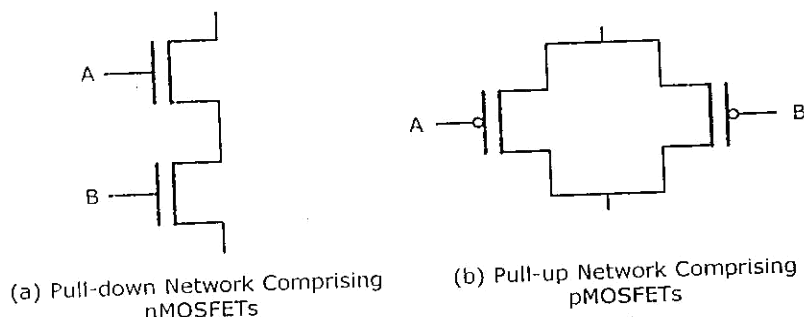 A
B
A
B
(a) Pull-down Network Comprising
nMOSFETs
(b) Pull-up Network Comprising
pMOSFETs